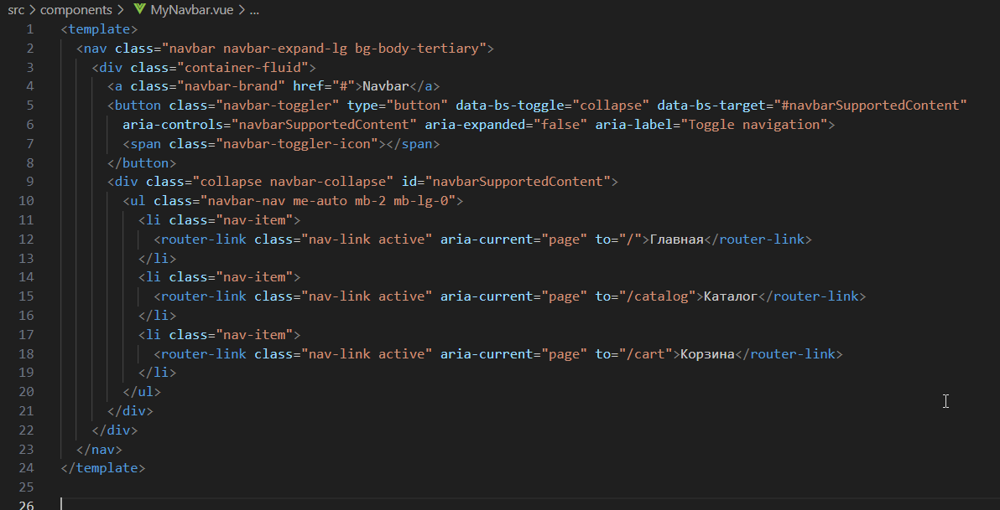 src > components > MyNavbar.vue > ...
1 <template>
2 <nav class="navbar navbar-expand-lg bg-body-tertiary">
3 <div class="container-fluid">
4 <a class="navbar-brand" href="#">Navbar</a>
5 <button class="navbar-toggler" type="button" data-bs-toggle="collapse" data-bs-target="#navbarSupportedContent"
6 aria-controls="navbarSupportedContent" aria-expanded="false" aria-label="Toggle navigation">
7 <span class="navbar-toggler-icon"></span>
8 </button>
9 <div class="collapse navbar-collapse" id="navbarSupportedContent">
10 <ul class="navbar-nav me-auto mb-2 mb-lg-0">
11 <li class="nav-item">
12 <router-link class="nav-link active" aria-current="page" to="/">Главная</router-link>
13 </li>
14 <li class="nav-item">
15 <router-link class="nav-link active" aria-current="page" to="/catalog">Каталог</router-link>
16 </li>
17 <li class="nav-item">
18 <router-link class="nav-link active" aria-current="page" to="/cart">Корзина</router-link>
19 </li>
20 </ul>
21 </div>
22 </div>
23 </nav>
24 </template>
25
26